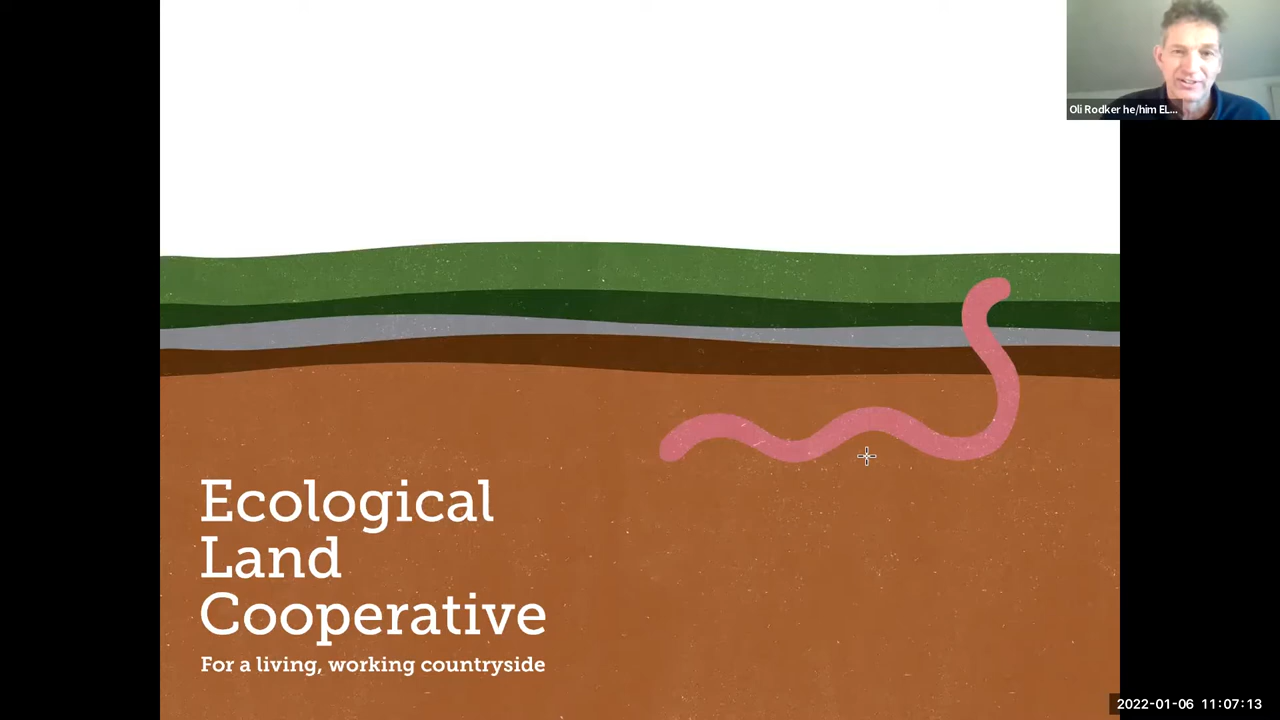 Oli Rodker he/him EL...
Ecological
Land
Cooperative
For a living, working countryside
2022-01-06 11:07:13